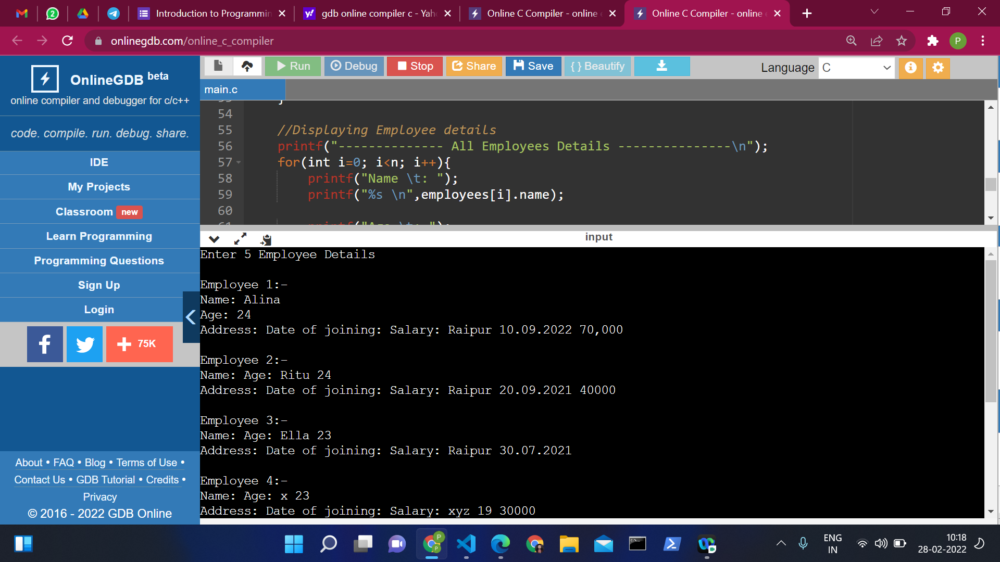 Introduction to Programmin
gdb online compiler c - Yah
Online C Compiler - online e
Online C Compiler - online e
onlinegdb.com/online_c_compiler
P
OnlineGDB beta
online compiler and debugger for c/c++
code. compile. run. debug. share.
IDE
My Projects
Classroom new
Learn Programming
Programming Questions
Sign Up
Login
75K
About • FAQ • Blog • Terms of Use •
Contact Us • GDB Tutorial • Credits •
Privacy
© 2016 - 2022 GDB Online
Run Debug Stop Share Save { } Beautify
Language C
main.c
54
55 //Displaying Employee details
56 printf("-------------- All Employees Details ---------------\n");
57 for(int i=0; i<n; i++){
58 printf("Name \t: ");
59 printf("%s \n",employees[i].name);
60
61 printf("Age \t: ");
input
Enter 5 Employee Details
Employee 1:-
Name: Alina
Age: 24
Address: Date of joining: Salary: Raipur 10.09.2022 70,000
Employee 2:-
Name: Age: Ritu 24
Address: Date of joining: Salary: Raipur 20.09.2021 40000
Employee 3:-
Name: Age: Ella 23
Address: Date of joining: Salary: Raipur 30.07.2021
Employee 4:-
Name: Age: x 23
Address: Date of joining: Salary: xyz 19 30000
ENG
IN
10:18
28-02-2022